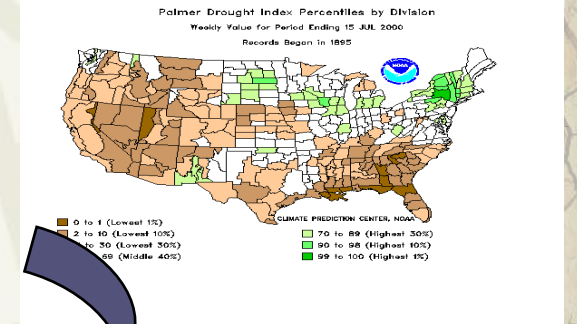 Palmer Drought Index Percentiles by Division
Weekly Value for Period Ending 15 JUL 2000
Records Began in 1895
NOAA
CLIMATE PREDICTION CENTER, NOAA
0 to 1 (Lowest 1%)
2 to 10 (Lowest 10%)
to 30 (Lowest 30%)
69 (Middle 40%)
70 to 89 (Highest 30%)
90 to 98 (Highest 10%)
99 to 100 (Highest 1%)